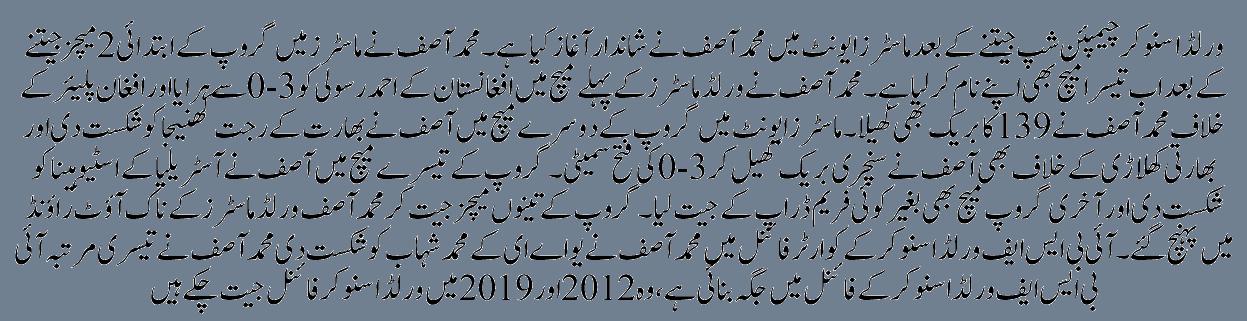 ورلڈ اسنوکر چیمپئن شپ جیتنے کے بعد ماسٹرز ایونٹ میں محمد آصف نے شاندار آغاز کیا ہے۔ محمد آصف نے ماسٹرز میں گروپ کے ابتدائی 2 میچز جیتنے
کے بعد اب تیسرا میچ بھی اپنے نام کر لیا ہے۔ محمد آصف نے ورلڈ ماسٹرز کے پہلے میچ میں افغانستان کے احمد رسولی کو 3-0 سے ہرایا اور افغان پلیئر کے
خلاف محمد آصف نے 139 کا بریک بھی کھیلا۔ ماسٹرز ایونٹ میں گروپ کے دوسرے میچ میں آصف نے بھارت کے رجت کھنیجا کو شکست دی اور
بھارتی کھلاڑی کے خلاف بھی آصف نے سنچری بریک کھیل کر 3-0 کی فتح سمیٹی۔ گروپ کے تیسرے میچ میں آصف نے آسٹریلیا کے اسٹیو مینا کو
شکست دی اور آخری گروپ میچ بھی بغیر کوئی فریم ڈراپ کے جیت لیا۔ گروپ کے تینوں میچز جیت کر محمد آصف ورلڈ ماسٹرز کے ناک آؤٹ راؤنڈ
میں پہنچ گئے۔ آئی بی ایس ایف ورلڈ اسنوکر کے کوارٹر فائنل میں محمد آصف نے یو اے ای کے محمد شہاب کو شکست دی محمد آصف نے تیسری مرتبہ آئی
بی ایس ایف ورلڈ اسنوکر کے فائنل میں جگہ بنائی ہے، وہ 2012 اور 2019 میں ورلڈ اسنوکر فائنل جیت چکے ہیں